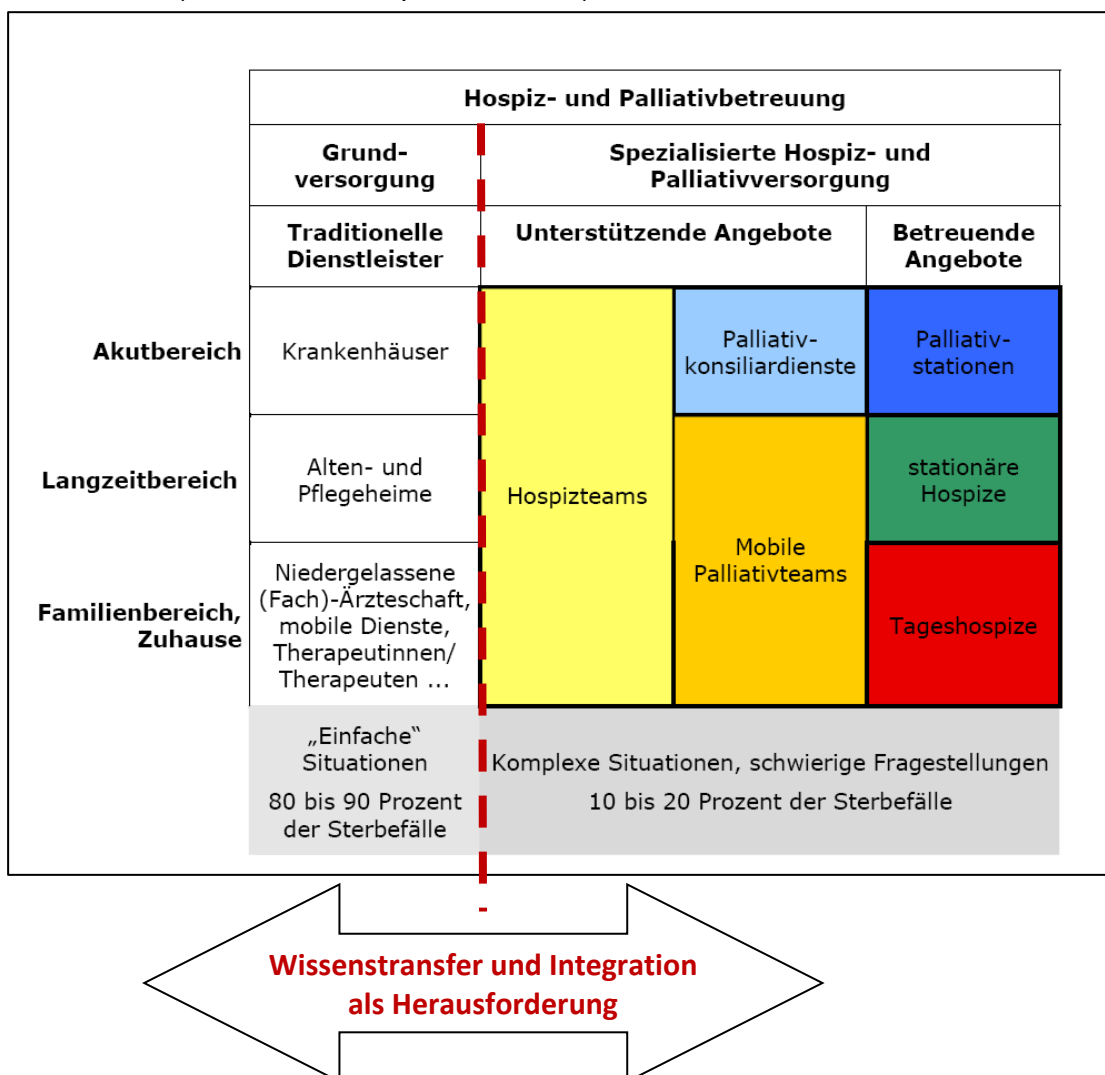 Hospiz- und Palliativbetreuung
Grund-
versorgung
Spezialisierte Hospiz- und
Palliativversorgung
Traditionelle
Dienstleister
Unterstützende Angebote
Betreuende
Angebote
Akutbereich
Krankenhäuser
Palliativ-
konsiliardienste
Palliativ-
stationen
Langzeitbereich
Alten- und
Pflegeheime
Hospizteams
stationäre
Hospize
Familienbereich,
Zuhause
Niedergelassene
(Fach)-Ärzteschaft,
mobile Dienste,
Therapeutinnen/
Therapeuten ...
Mobile
Palliativteams
Tageshospize
„Einfache“
Situationen
80 bis 90 Prozent
der Sterbefälle
Komplexe Situationen, schwierige Fragestellungen
10 bis 20 Prozent der Sterbefälle
Wissenstransfer und Integration
als Herausforderung